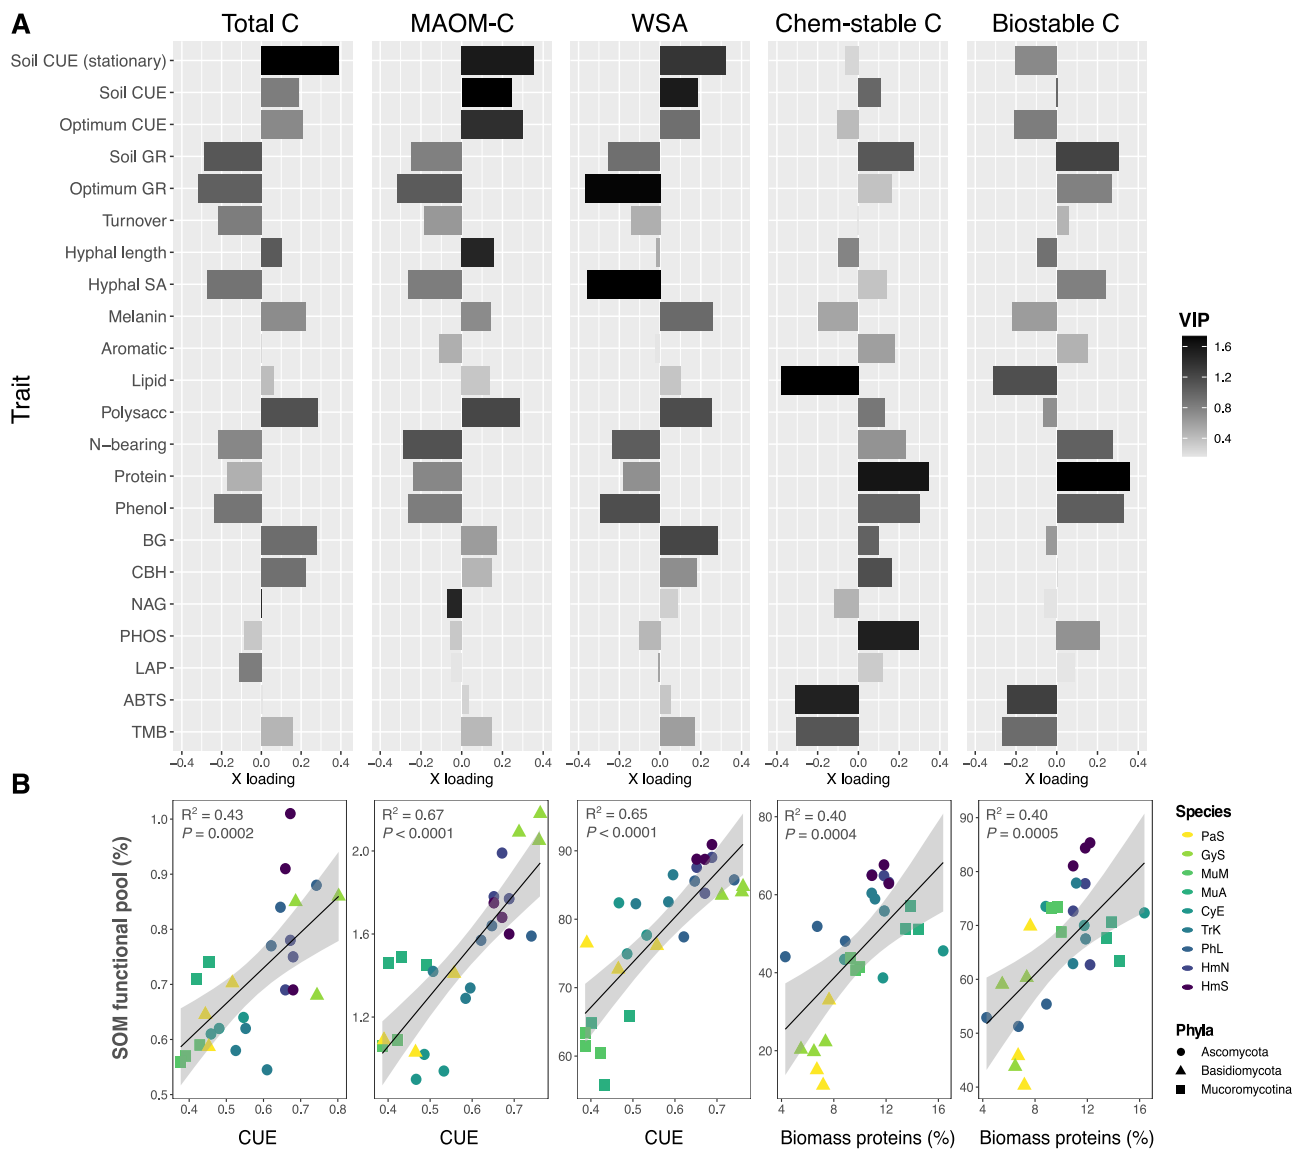 A
Total C MAOM-C WSA Chem-stable C Biostable C
Trait
Soil CUE (stationary)
Soil CUE
Optimum CUE
Soil GR
Optimum GR
Turnover
Hyphal length
Hyphal SA
Melanin
Aromatic
Lipid
Polysacc
N−bearing
Protein
Phenol
BG
CBH
NAG
PHOS
LAP
ABTS
TMB
VIP
1.6
1.2
0.8
0.4
−0.4 −0.2 0.0 0.2 0.4 −0.4 −0.2 0.0 0.2 0.4 −0.4 −0.2 0.0 0.2 0.4 −0.4 −0.2 0.0 0.2 0.4 −0.4 −0.2 0.0 0.2 0.4
X loading X loading X loading X loading X loading
B
SOM functional pool (%)
R² = 0.43
P = 0.0002
1.0
0.9
0.8
0.7
0.6
0.5
0.4 0.5 0.6 0.7 0.8
CUE
R² = 0.67
P < 0.0001
2.0
1.6
1.2
0.4 0.5 0.6 0.7
CUE
R² = 0.65
P < 0.0001
90
80
70
60
0.4 0.5 0.6 0.7
CUE
R² = 0.40
P = 0.0004
80
60
40
20
4 8 12 16
Biomass proteins (%)
R² = 0.40
P = 0.0005
90
80
70
60
50
40
4 8 12 16
Biomass proteins (%)
Species
PaS
GyS
MuM
MuA
CyE
TrK
PhL
HmN
HmS
Phyla
Ascomycota
Basidiomycota
Mucoromycotina